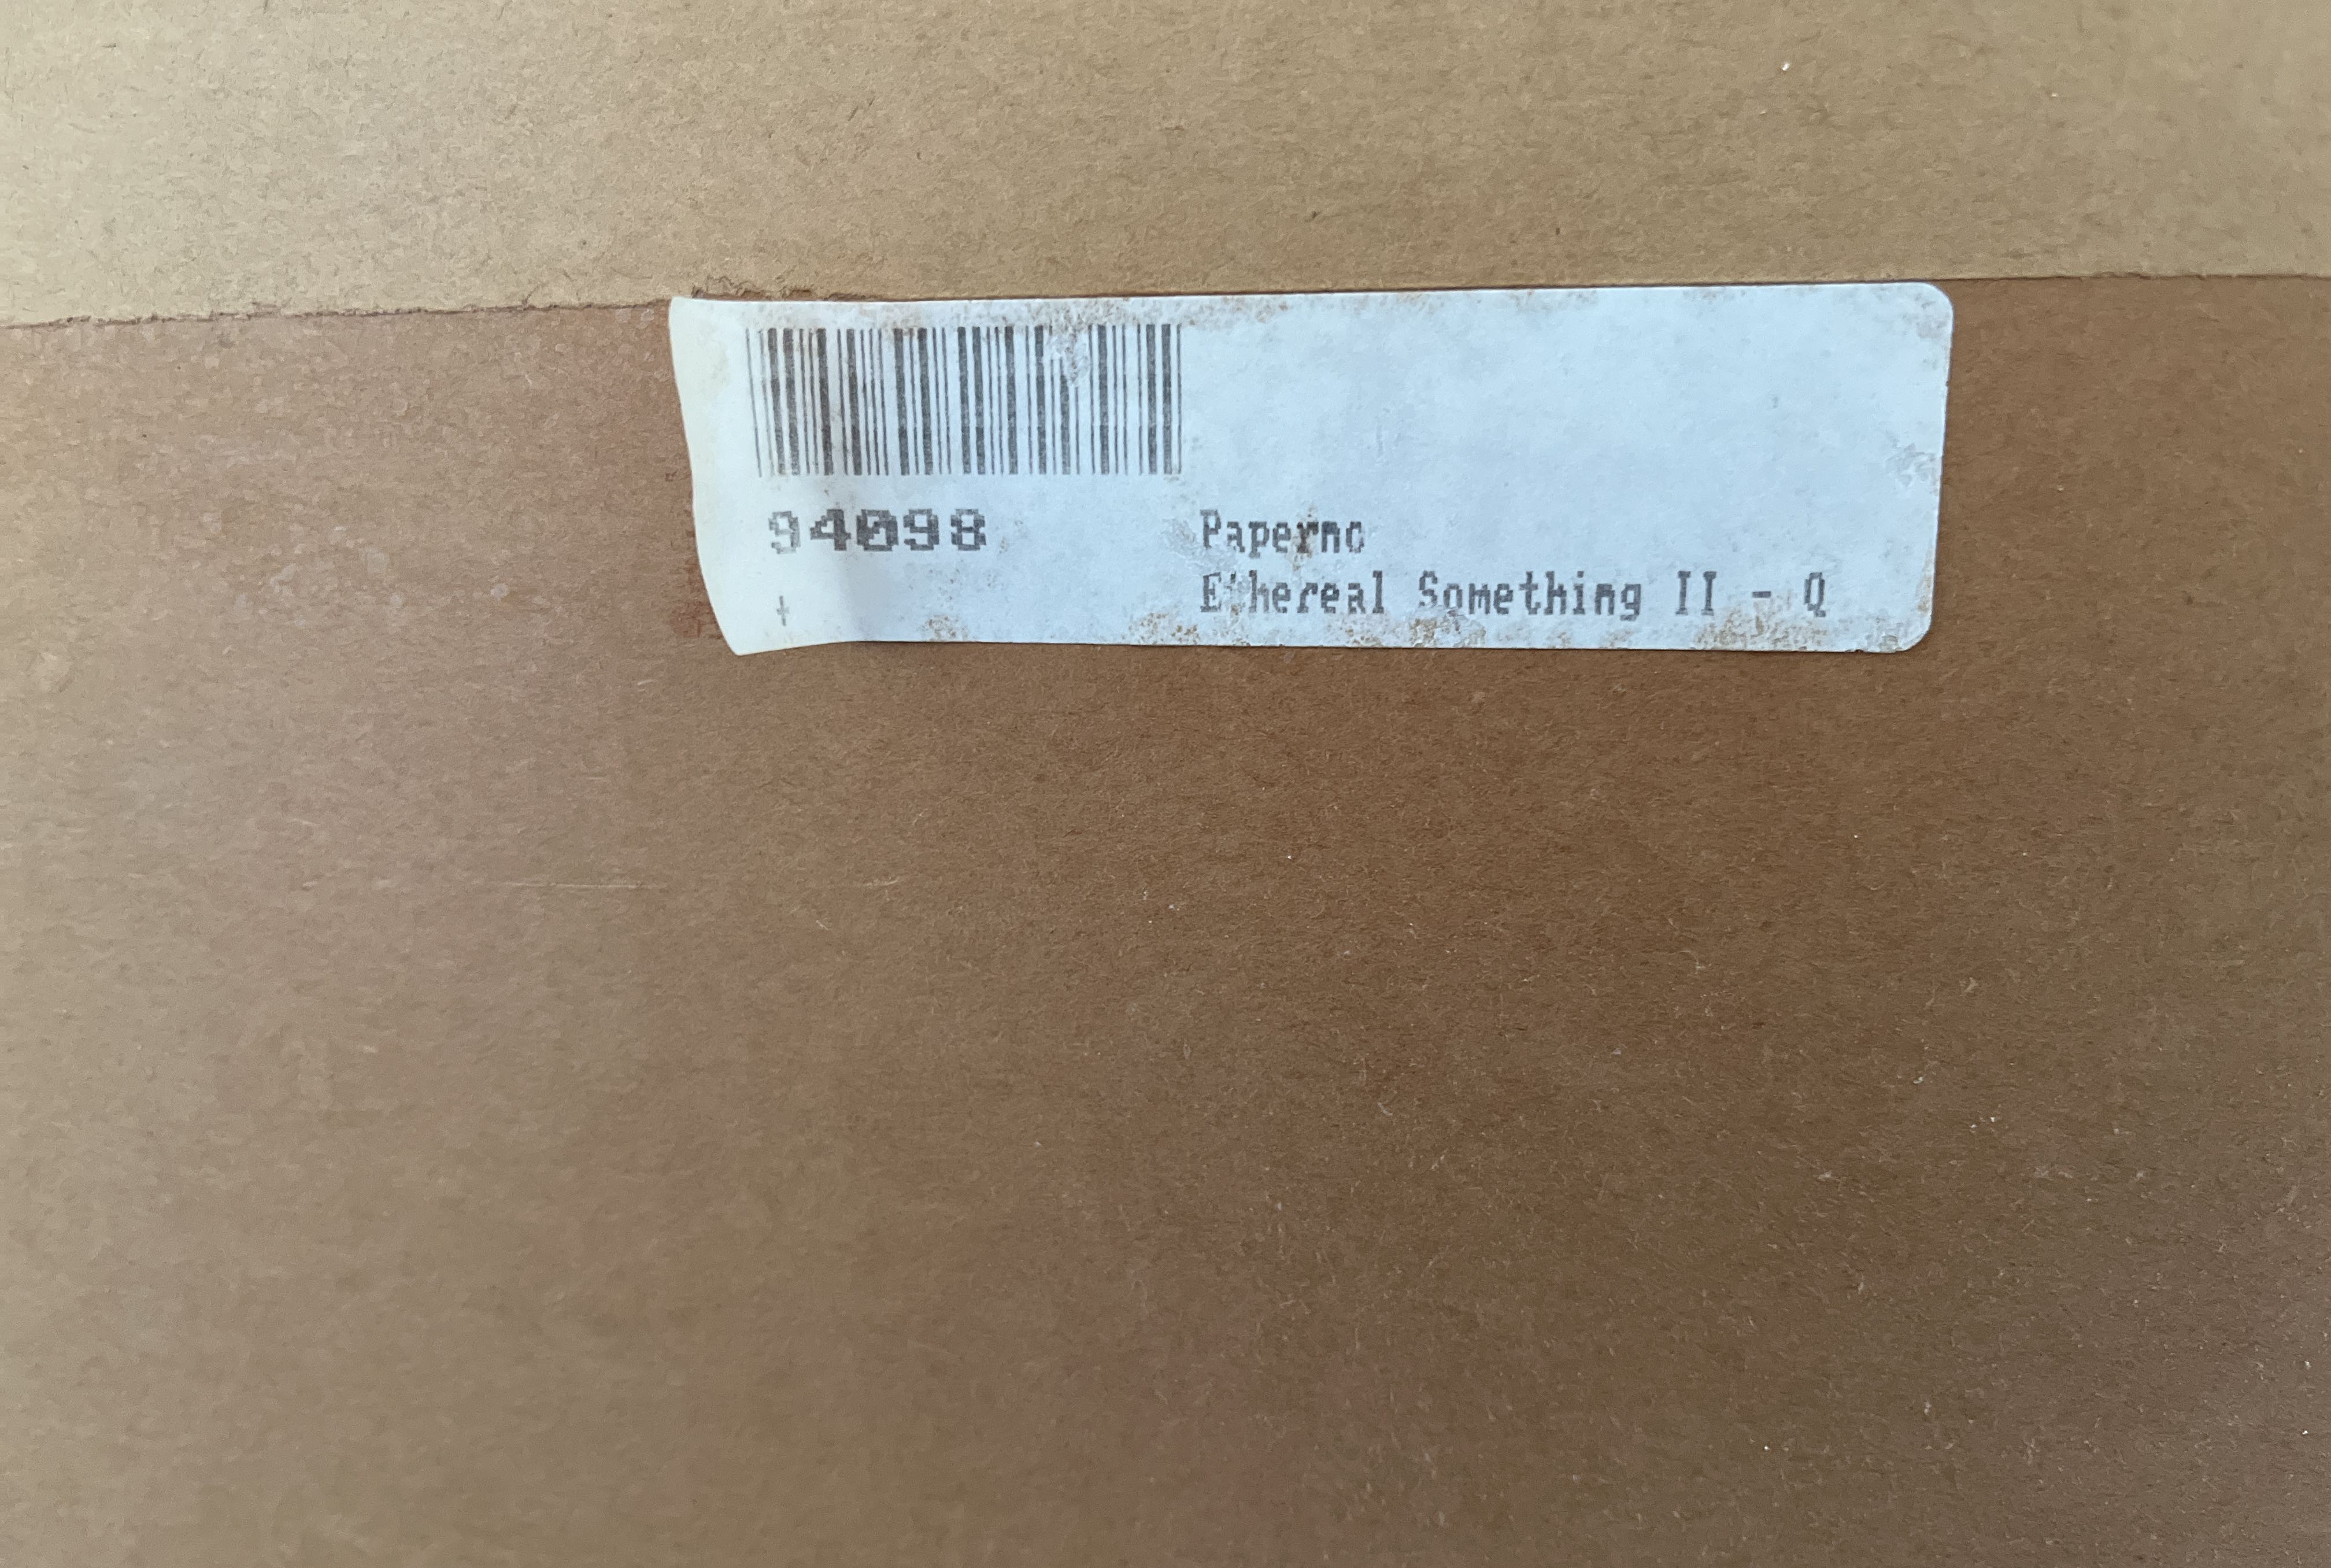 94098
Paperno
Ethereal Something II - Q